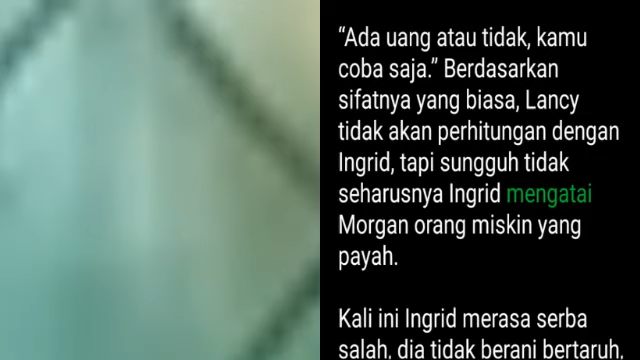 “Ada uang atau tidak, kamu
coba saja.” Berdasarkan
sifatnya yang biasa, Lancy
tidak akan perhitungan dengan
Ingrid, tapi sungguh tidak
seharusnya Ingrid mengatai
Morgan orang miskin yang
payah.
Kali ini Ingrid merasa serba
salah, dia tidak berani bertaruh.